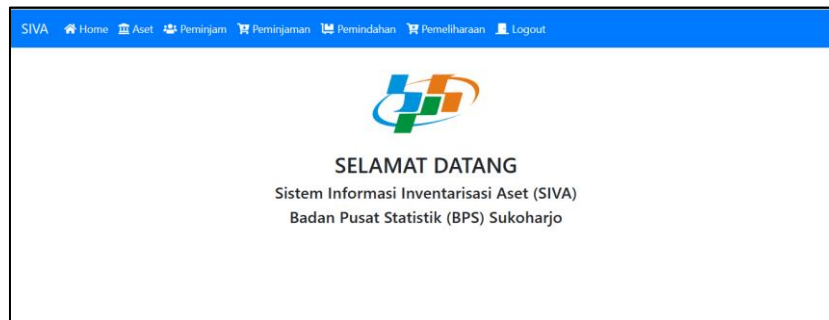 SIVA Home Aset Peminjam Peminjaman Pemindahan Pemeliharaan Logout
SELAMAT DATANG
Sistem Informasi Inventarisasi Aset (SIVA)
Badan Pusat Statistik (BPS) Sukoharjo